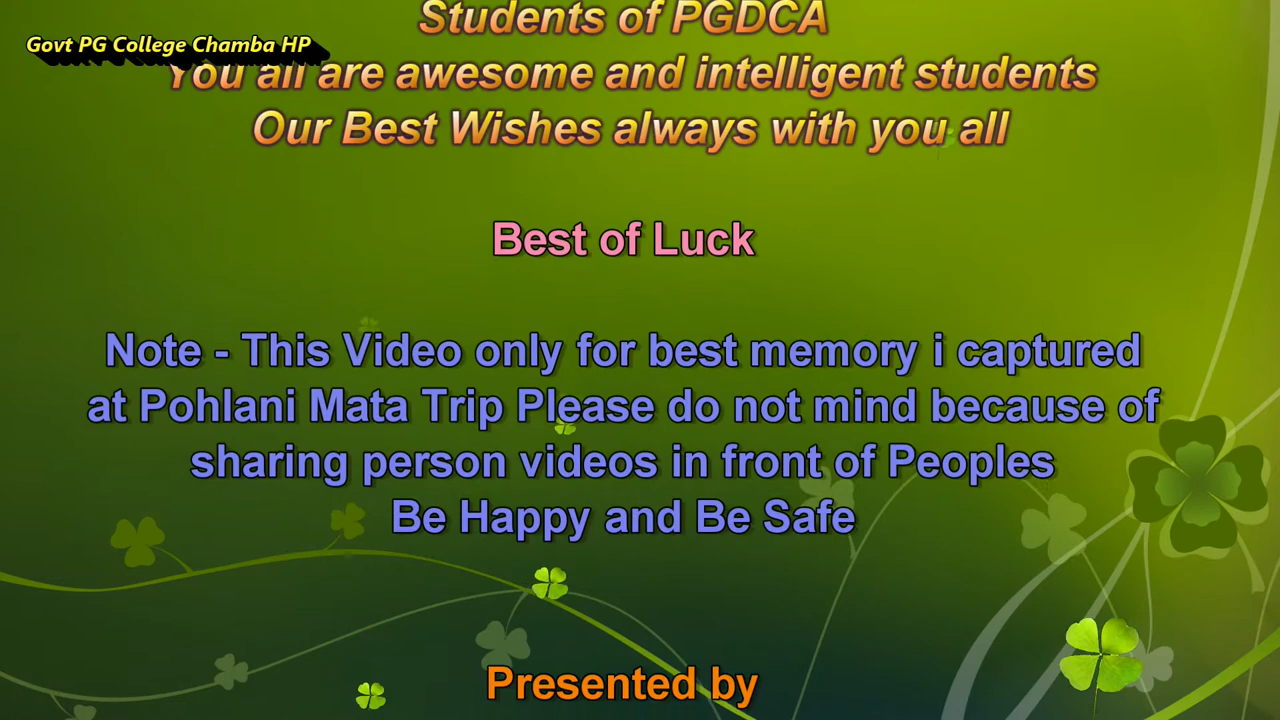 Students of PGDCA
Govt PG College Chamba HP
You all are awesome and intelligent students
Our Best Wishes always with you all
Best of Luck
Note - This Video only for best memory i captured
at Pohlani Mata Trip Please do not mind because of
sharing person videos in front of Peoples
Be Happy and Be Safe
Presented by